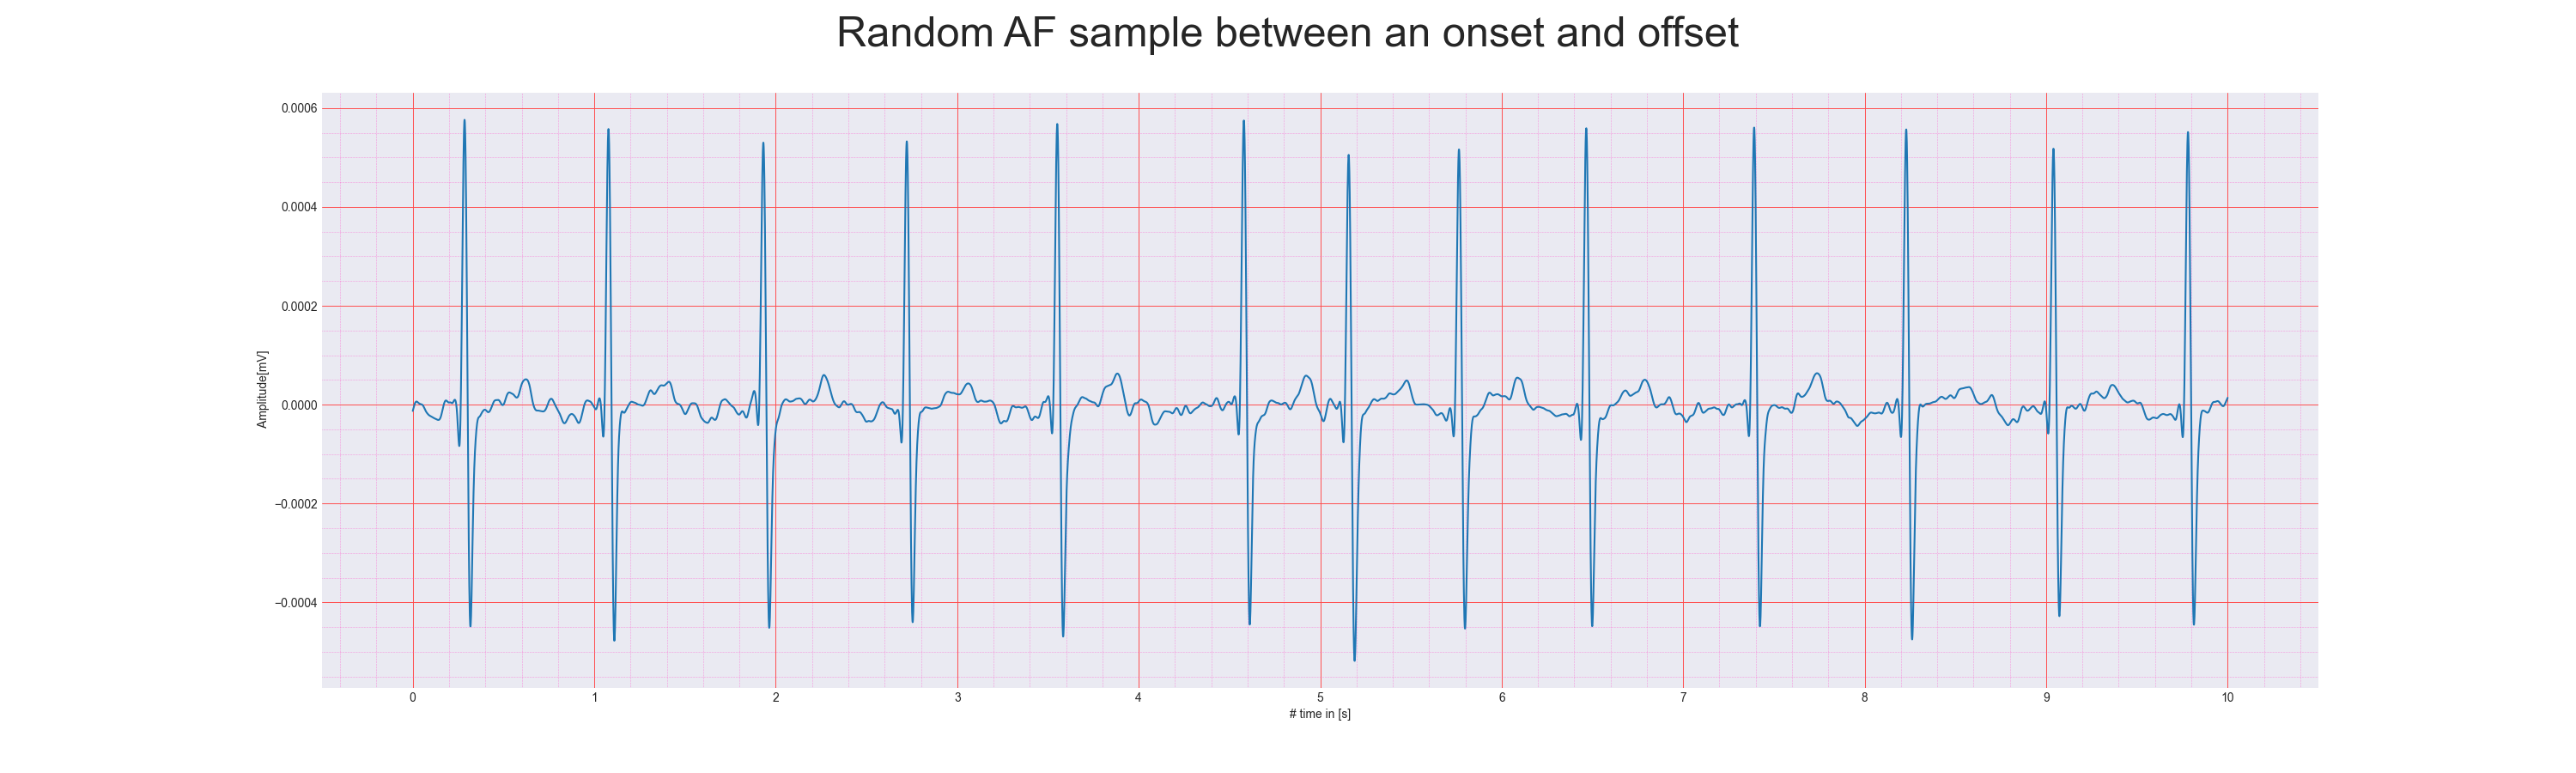 Random AF sample between an onset and offset
0.0006
0.0004
0.0002
0.0000
−0.0002
−0.0004
Amplitude[mV]
0 1 2 3 4 5 6 7 8 9 10
# time in [s]